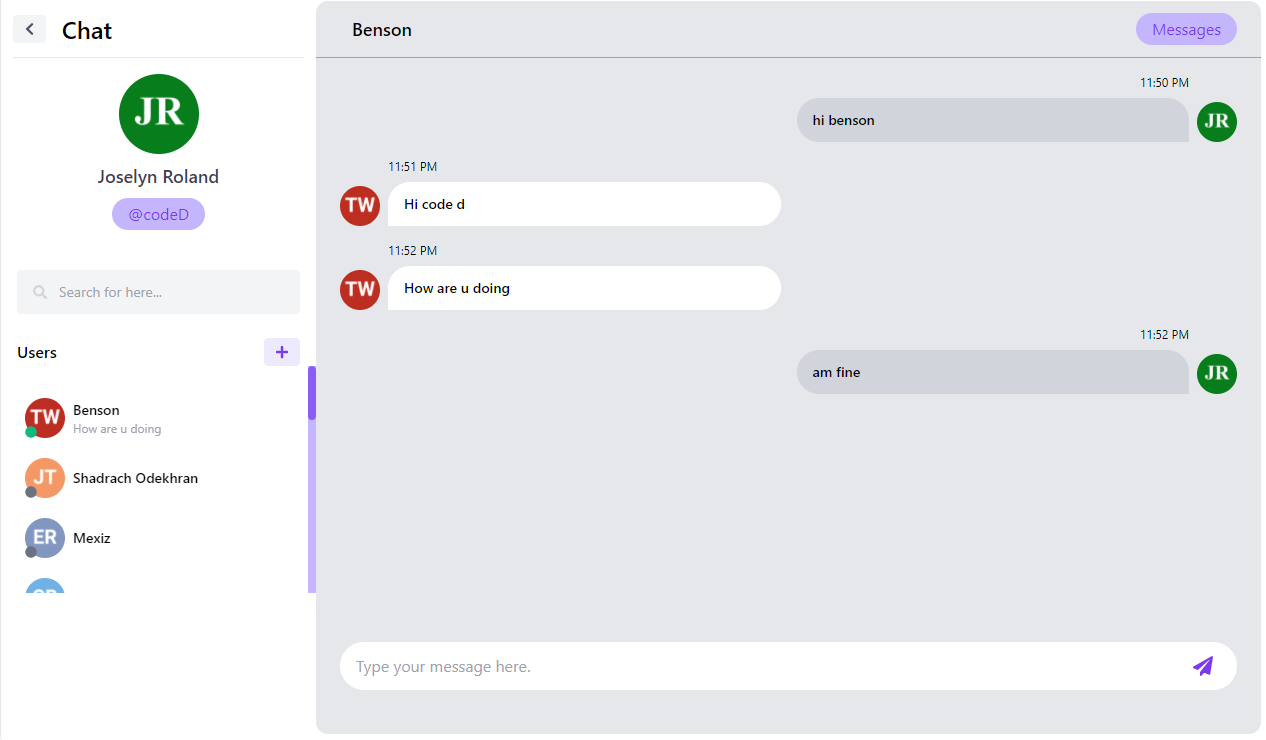 Chat
JR
Joselyn Roland
@codeD
Search for here...
Users
TW
Benson
How are u doing
JT
Shadrach Odekhran
ER
Mexiz
Benson
Messages
11:50 PM
hi benson
JR
11:51 PM
TW
Hi code d
11:52 PM
TW
How are u doing
11:52 PM
am fine
JR
Type your message here.